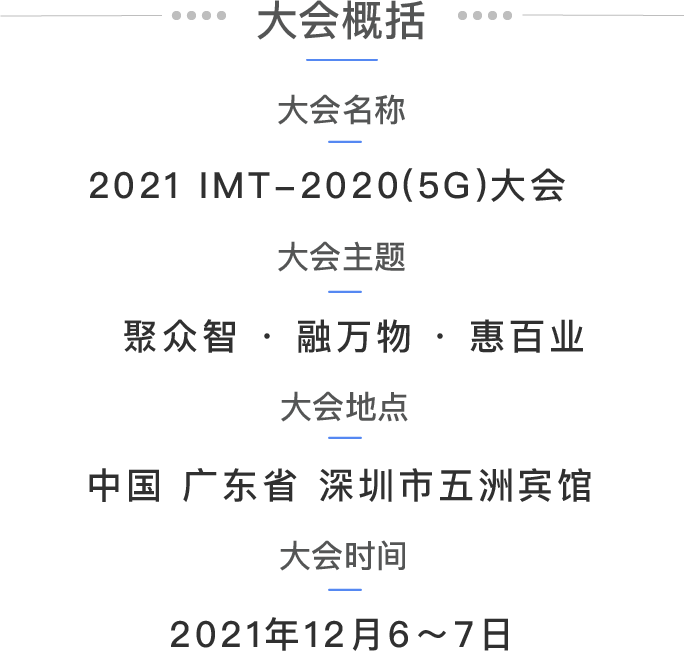 大会概括
大会名称
2021 IMT-2020(5G)大会
大会主题
聚众智 · 融万物 · 惠百业
大会地点
中国 广东省 深圳市五洲宾馆
大会时间
2021年12月6～7日